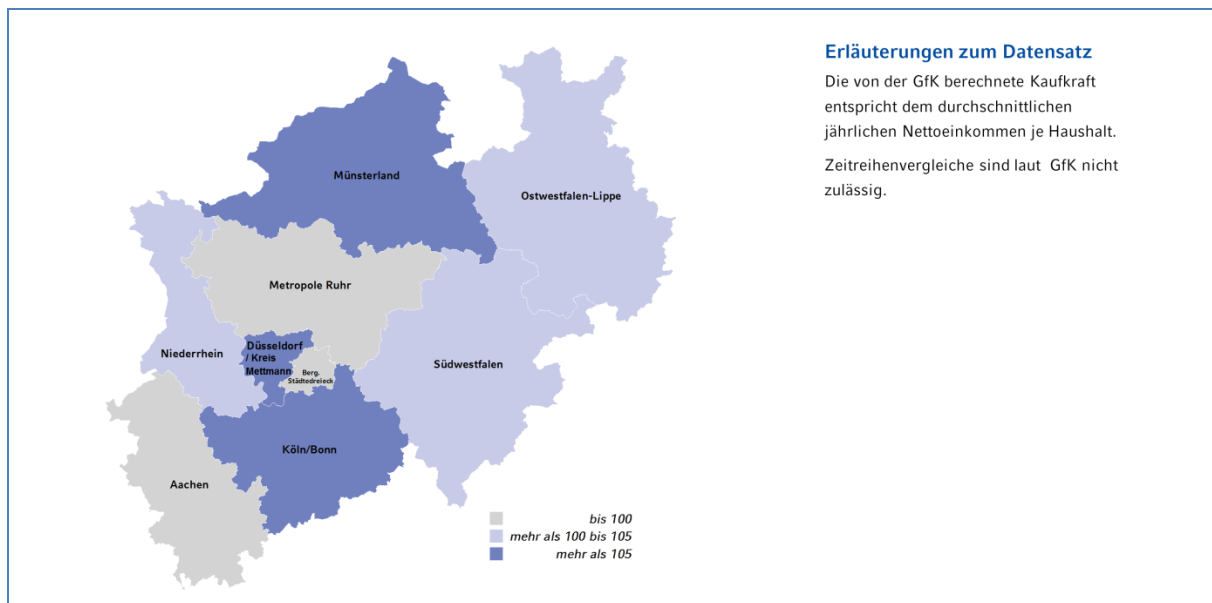 Erläuterungen zum Datensatz
Die von der GfK berechnete Kaufkraft
entspricht dem durchschnittlichen
jährlichen Nettoeinkommen je Haushalt.
Zeitreihenvergleiche sind laut GfK nicht
zulässig.
Münsterland
Ostwestfalen-Lippe
Metropole Ruhr
Niederrhein
Düsseldorf
/ Kreis
Mettmann
Berg.
Städtedreieck
Südwestfalen
Köln/Bonn
Aachen
bis 100
mehr als 100 bis 105
mehr als 105